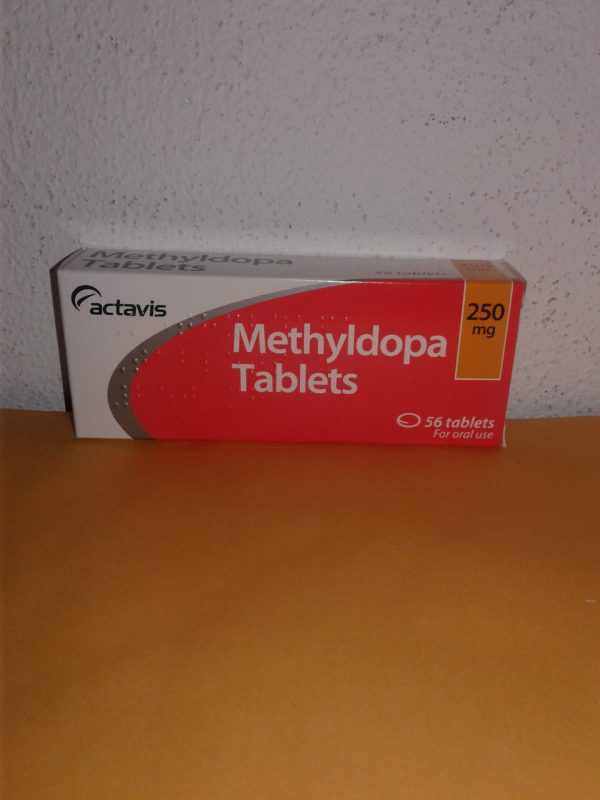 Methyldopa
Tablets
56 tablets
actavis
Methyldopa
Tablets
250
mg
56 tablets
For oral use